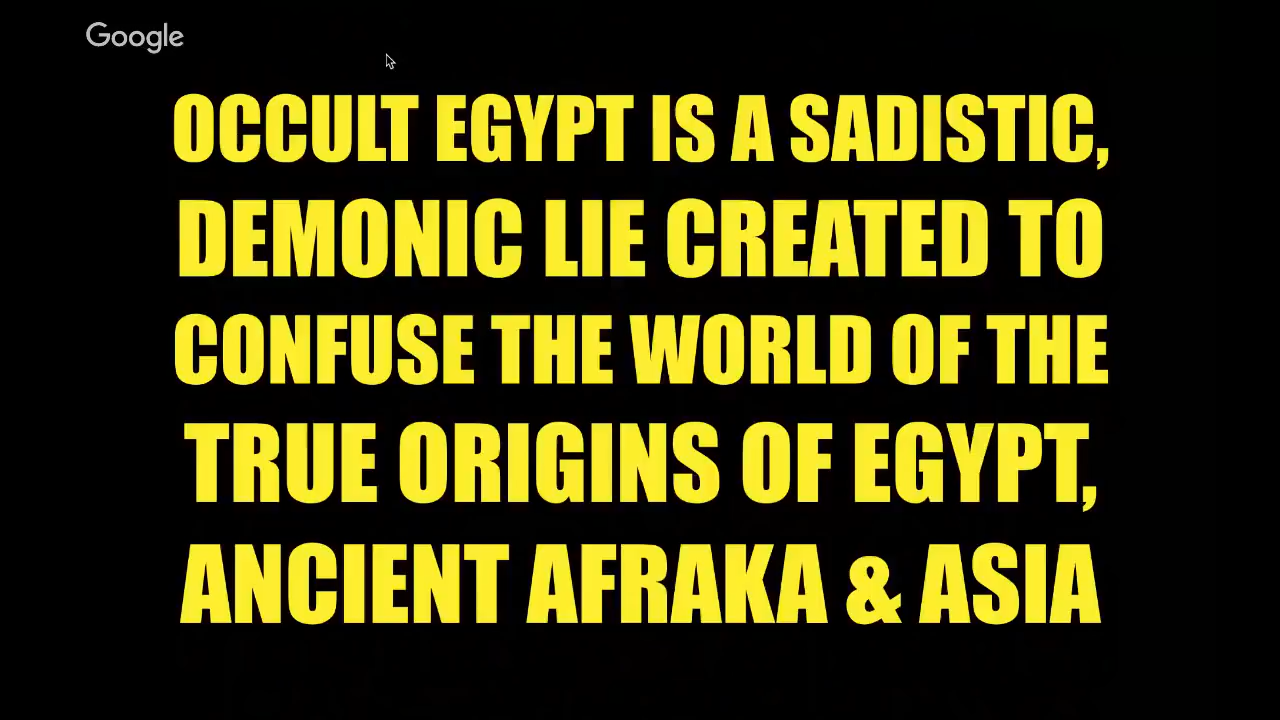 Google
OCCULT EGYPT IS A SADISTIC,
DEMONIC LIE CREATED TO
CONFUSE THE WORLD OF THE
TRUE ORIGINS OF EGYPT,
ANCIENT AFRAKA & ASIA